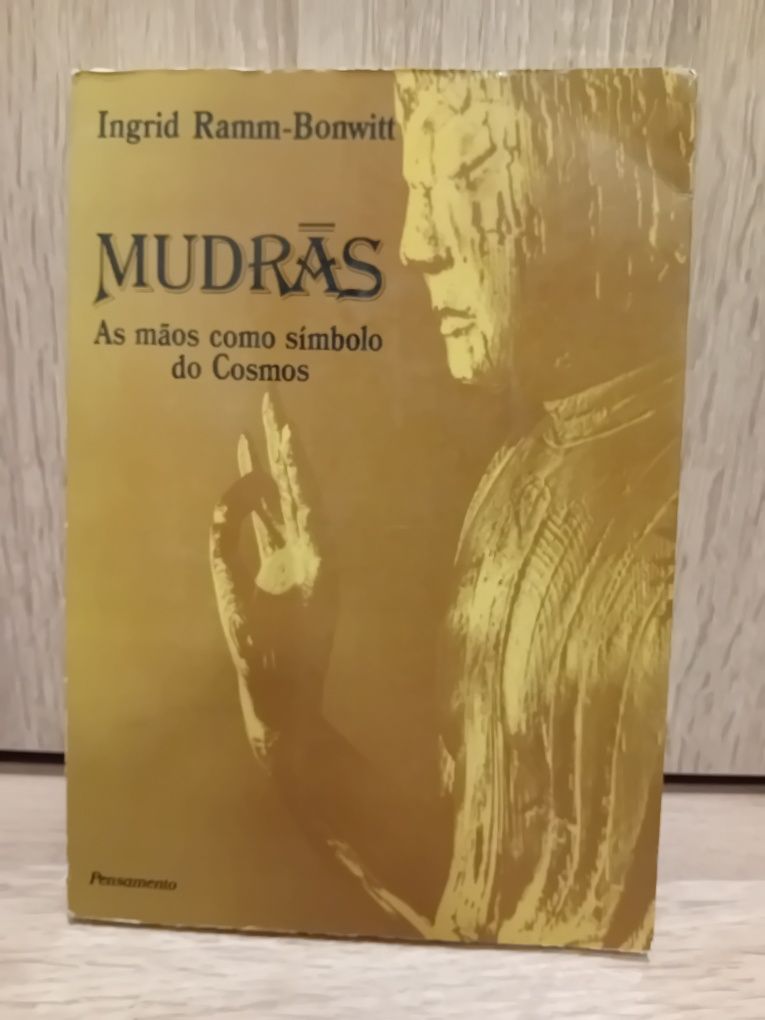 Ingrid Ramm-Bonwitt
MUDRĀS
As mãos como símbolo
do Cosmos
Pensamento